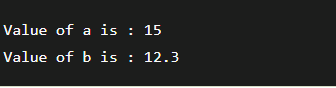 Value of a is : 15
Value of b is : 12.3